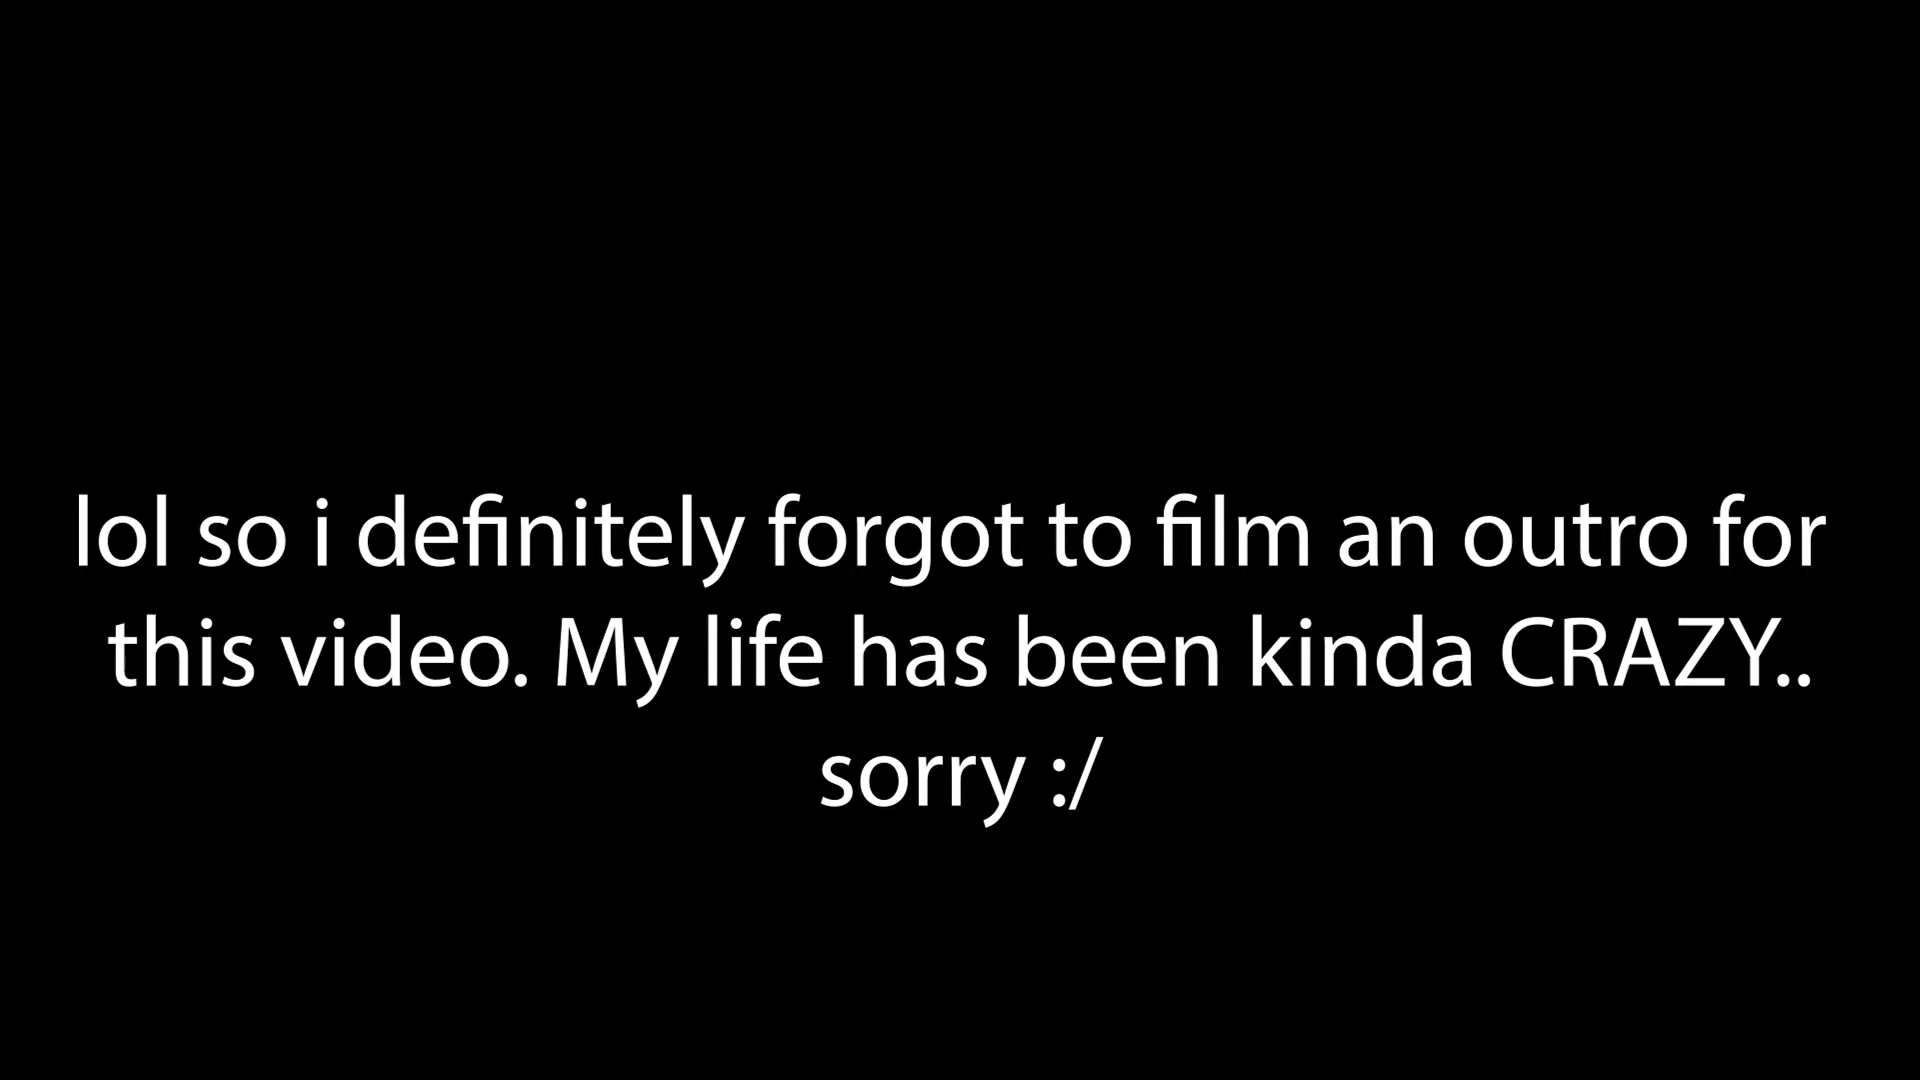 lol so i definitely forgot to film an outro for
this video. My life has been kinda CRAZY..
sorry :/